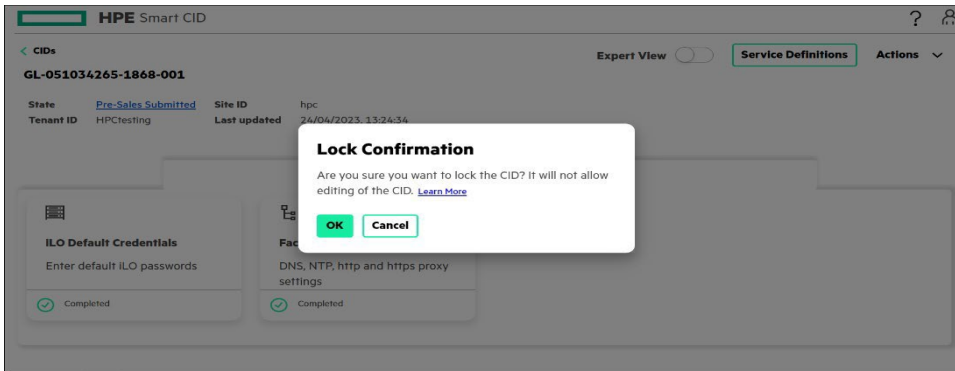 HPE Smart CID
?
< CIDs
Expert View
Service Definitions
Actions
GL-051034265-1868-001
State Pre-Sales Submitted Site ID hpc
Tenant ID HPCtesting Last updated 24/04/2023, 13:24:34
Lock Confirmation
Are you sure you want to lock the CID? It will not allow
editing of the CID. Learn More
OK Cancel
iLO Default Credentials
Enter default iLO passwords
Completed
Fac
DNS, NTP, http and https proxy
settings
Completed